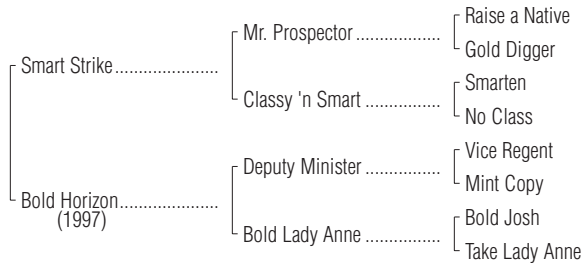 Raise a Native
Mr. Prospector ..................
Gold Digger
Smart Strike ......................
Smarten
Classy 'n Smart ................
No Class
Vice Regent
Deputy Minister ................
Mint Copy
Bold Horizon .....................
(1997)
Bold Josh
Bold Lady Anne ................
Take Lady Anne